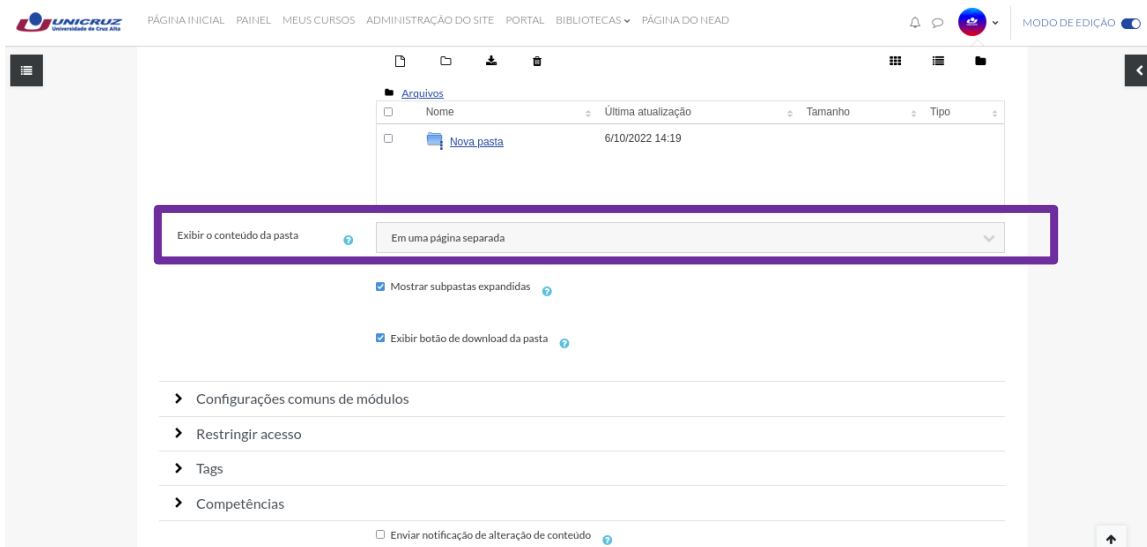 UNICRUZ
Universidade de Cruz Alta
PÁGINA INICIAL PAINEL MEUS CURSOS ADMINISTRAÇÃO DO SITE PORTAL BIBLIOTECAS PÁGINA DO NEAD
MODO DE EDIÇÃO
Arquivos
Nome Última atualização Tamanho Tipo
Nova pasta 6/10/2022 14:19
Exibir o conteúdo da pasta Em uma página separada
Mostrar subpastas expandidas
Exibir botão de download da pasta
Configurações comuns de módulos
Restringir acesso
Tags
Competências
Enviar notificação de alteração de conteúdo